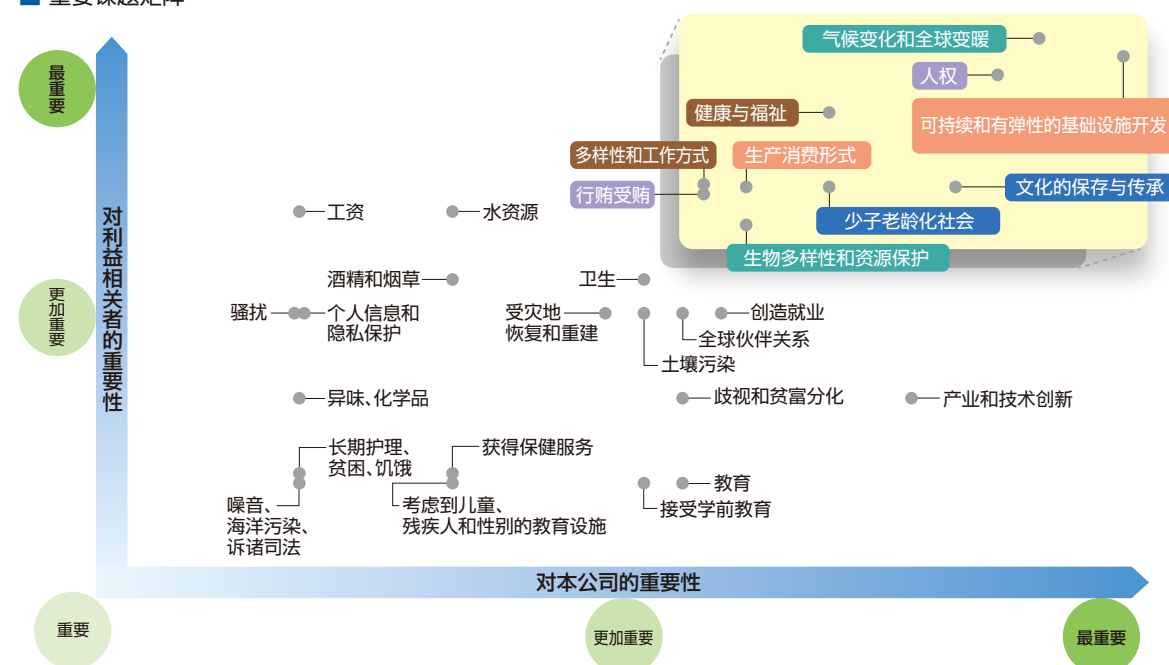 重要课题矩阵
气候变化和全球变暖
最重要
人权
健康与福祉
可持续和有弹性的基础设施开发
多样性和工作方式
生产消费形式
行贿受贿
文化的保存与传承
工资
水资源
少子老龄化社会
生物多样性和资源保护
对利益相关者的重要性
酒精和烟草
卫生
更加重要
骚扰
个人信息和
隐私保护
受灾地
恢复和重建
创造就业
全球伙伴关系
土壤污染
异味、化学品
歧视和贫富分化
产业和技术创新
长期护理、
贫困、饥饿
获得保健服务
噪音、
海洋污染、
诉诸司法
考虑到儿童、
残疾人和性别的教育设施
教育
接受学前教育
对本公司的重要性
重要
更加重要
最重要